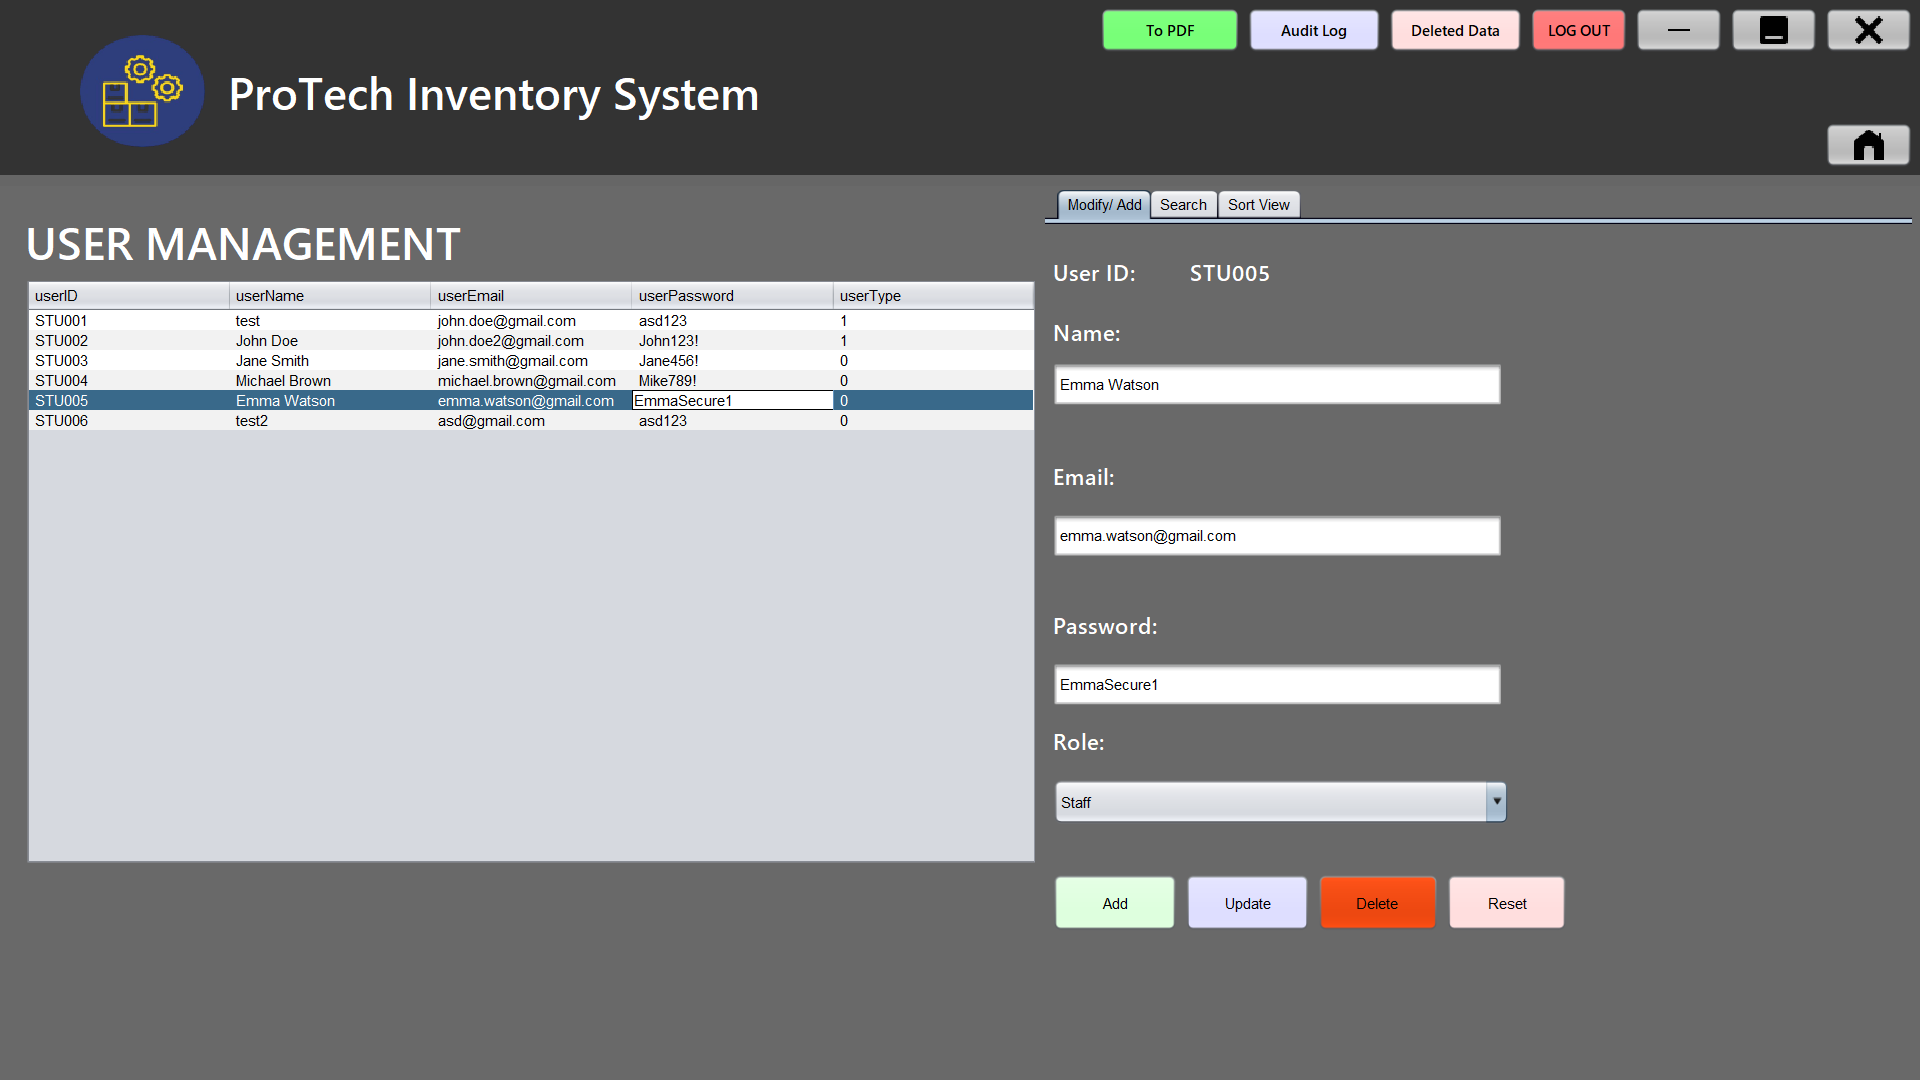 To PDF Audit Log Deleted Data LOG OUT
ProTech Inventory System
Modify/ Add Search Sort View
USER MANAGEMENT
userID userName userEmail userPassword userType
STU001 test john.doe@gmail.com asd123 1
STU002 John Doe john.doe2@gmail.com John123! 1
STU003 Jane Smith jane.smith@gmail.com Jane456! 0
STU004 Michael Brown michael.brown@gmail.com Mike789! 0
STU005 Emma Watson emma.watson@gmail.com EmmaSecure1 0
STU006 test2 asd@gmail.com asd123 0
User ID: STU005
Name:
Emma Watson
Email:
emma.watson@gmail.com
Password:
EmmaSecure1
Role:
Staff
Add Update Delete Reset